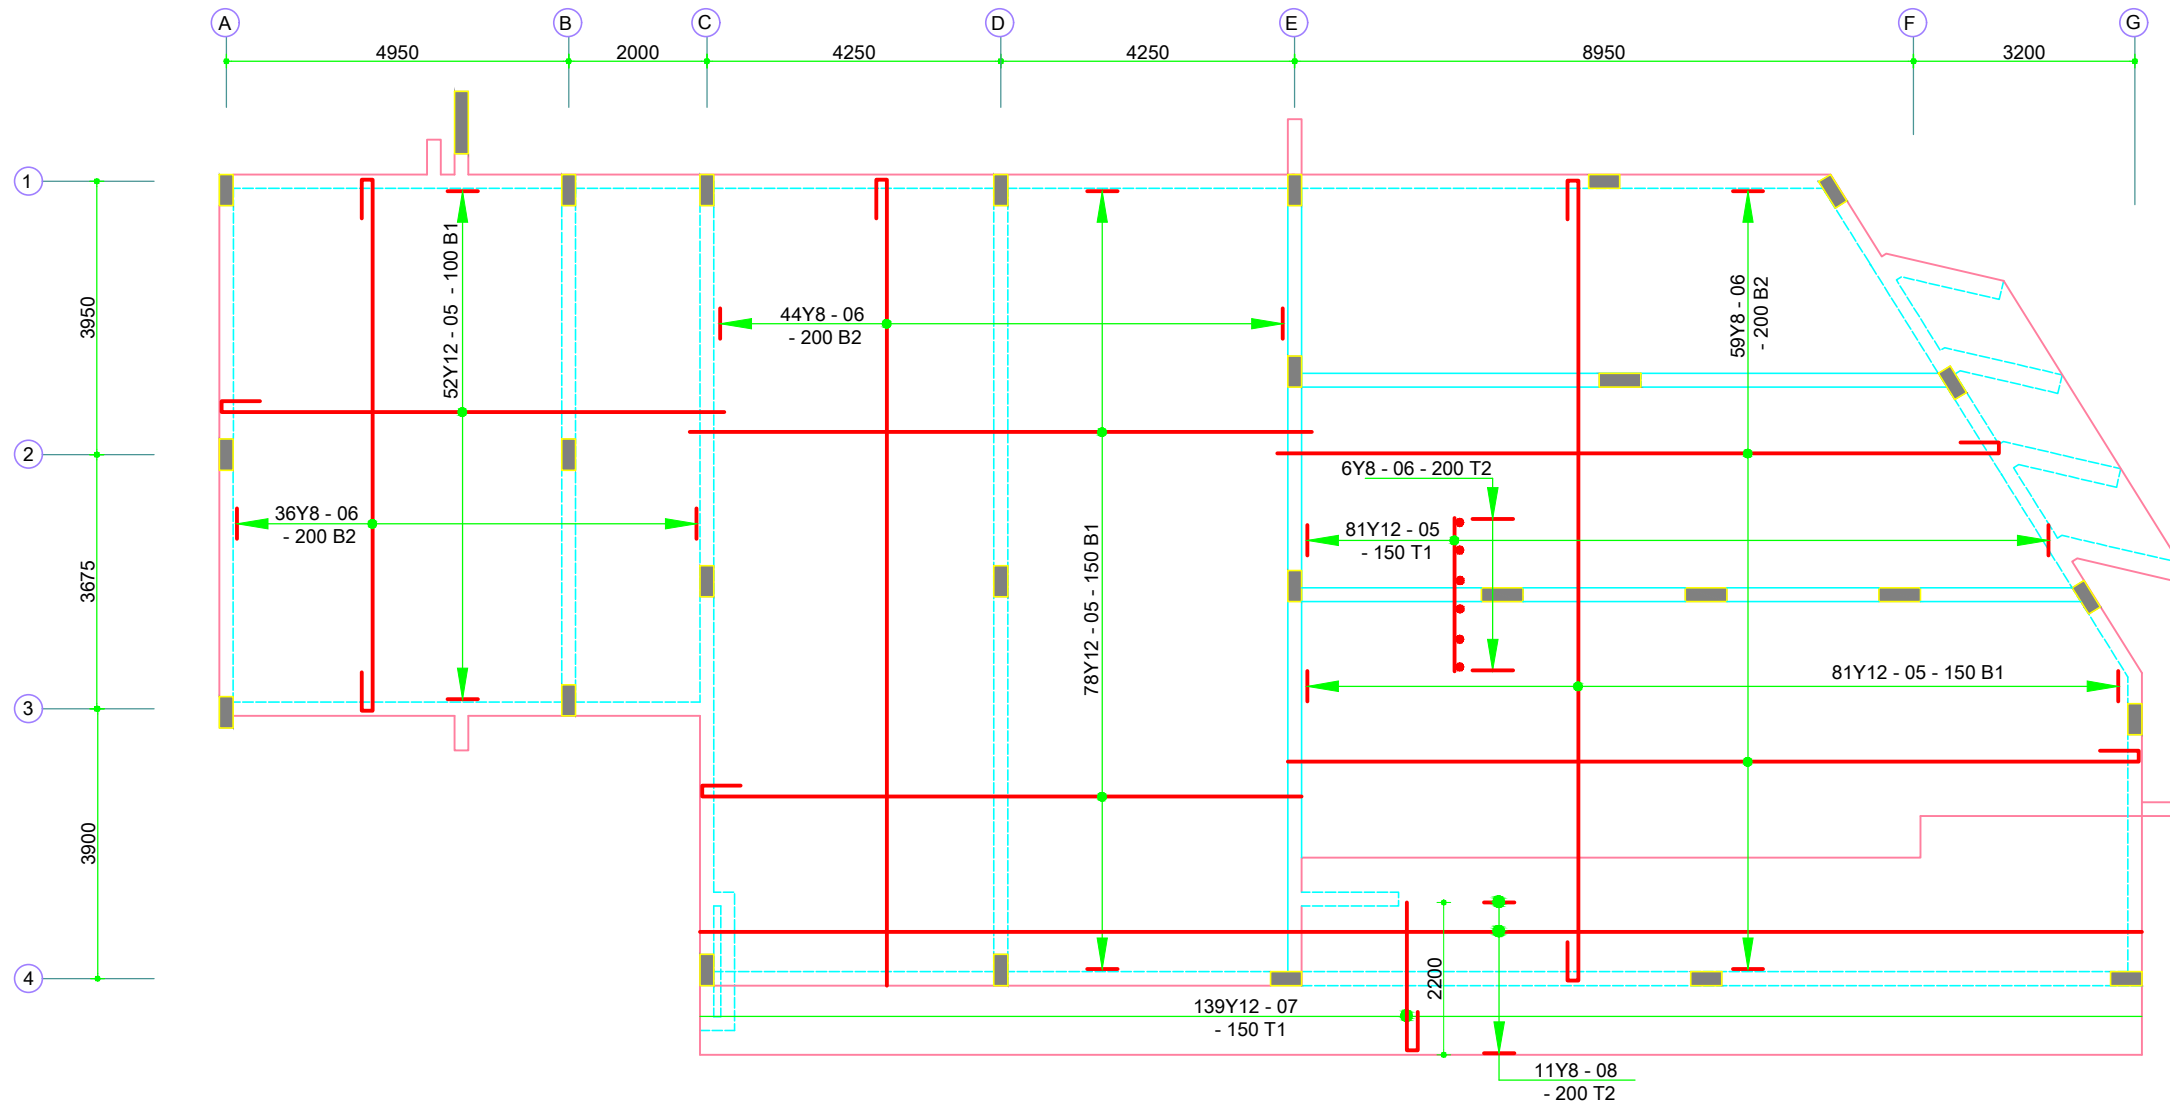 A B C D E F G
4950 2000 4250 4250 8950 3200
1
3950
2
3675
3
3900
4
52Y12 - 05 - 100 B1
44Y8 - 06
- 200 B2
59Y8 - 06
- 200 B2
6Y8 - 06 - 200 T2
36Y8 - 06
- 200 B2
81Y12 - 05
- 150 T1
78Y12 - 05 - 150 B1
81Y12 - 05 - 150 B1
2200
139Y12 - 07
- 150 T1
11Y8 - 08
- 200 T2